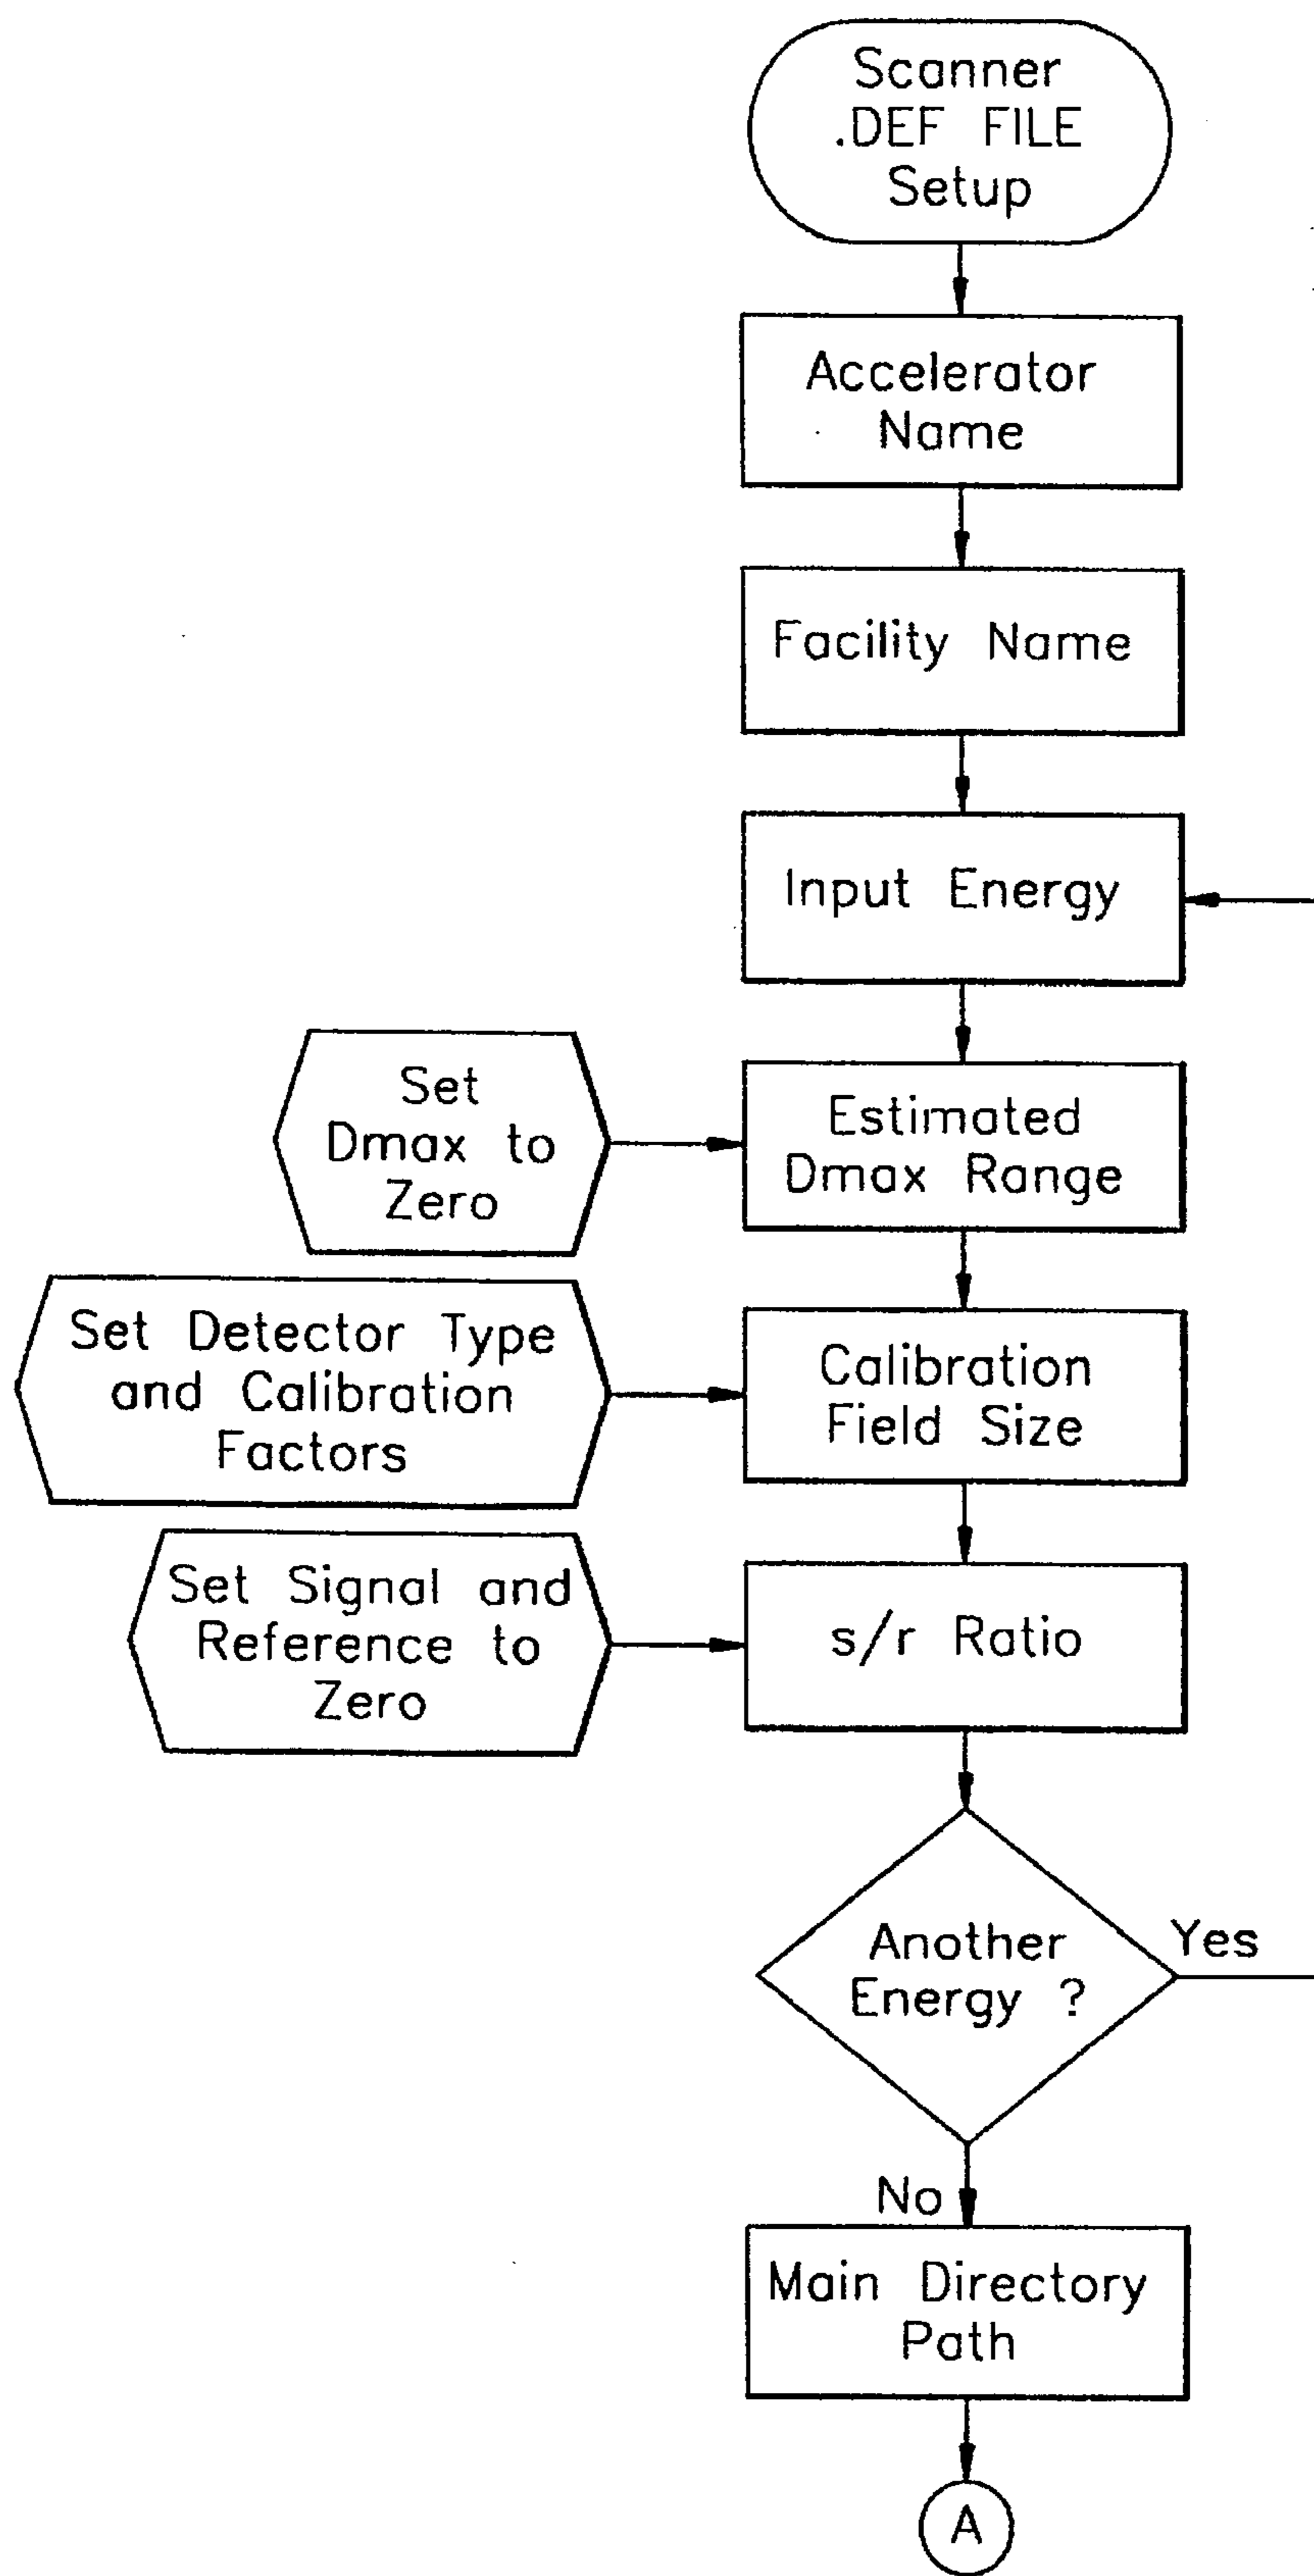 Scanner
.DEF FILE
Setup
Accelerator
Name
Facility Name
Input Energy
Set
Dmax to
Zero
Estimated
Dmax Range
Set Detector Type
and Calibration
Factors
Calibration
Field Size
Set Signal and
Reference to
Zero
s/r Ratio
Another
Energy ?
Yes
No
Main Directory
Path
A